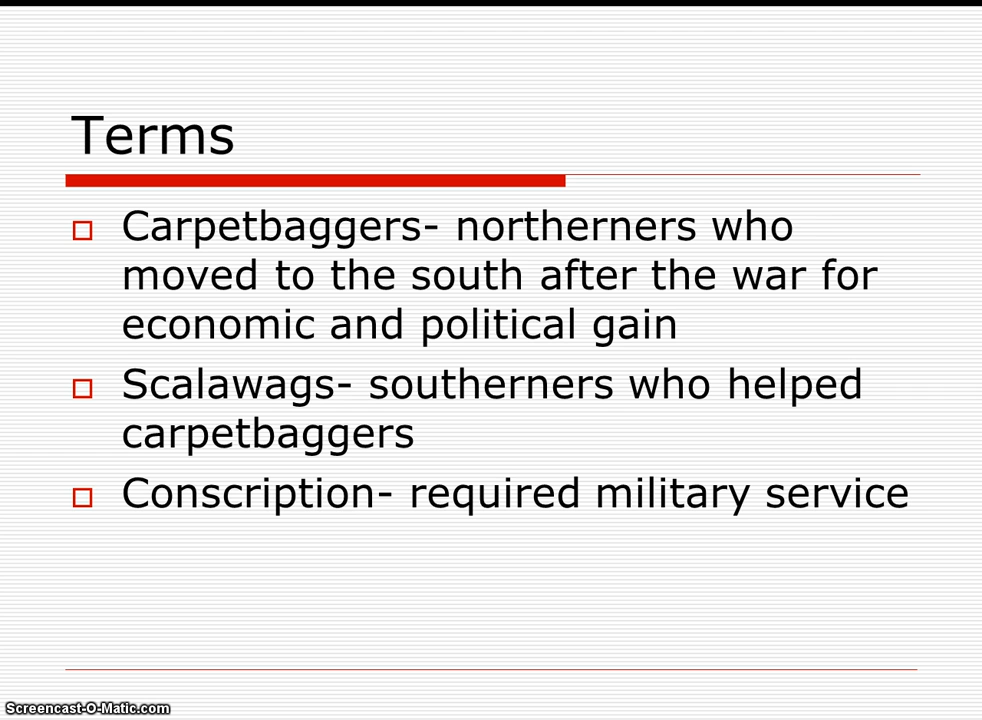 Terms
Carpetbaggers- northerners who
moved to the south after the war for
economic and political gain
Scalawags- southerners who helped
carpetbaggers
Conscription- required military service
Screencast-O-Matic.com